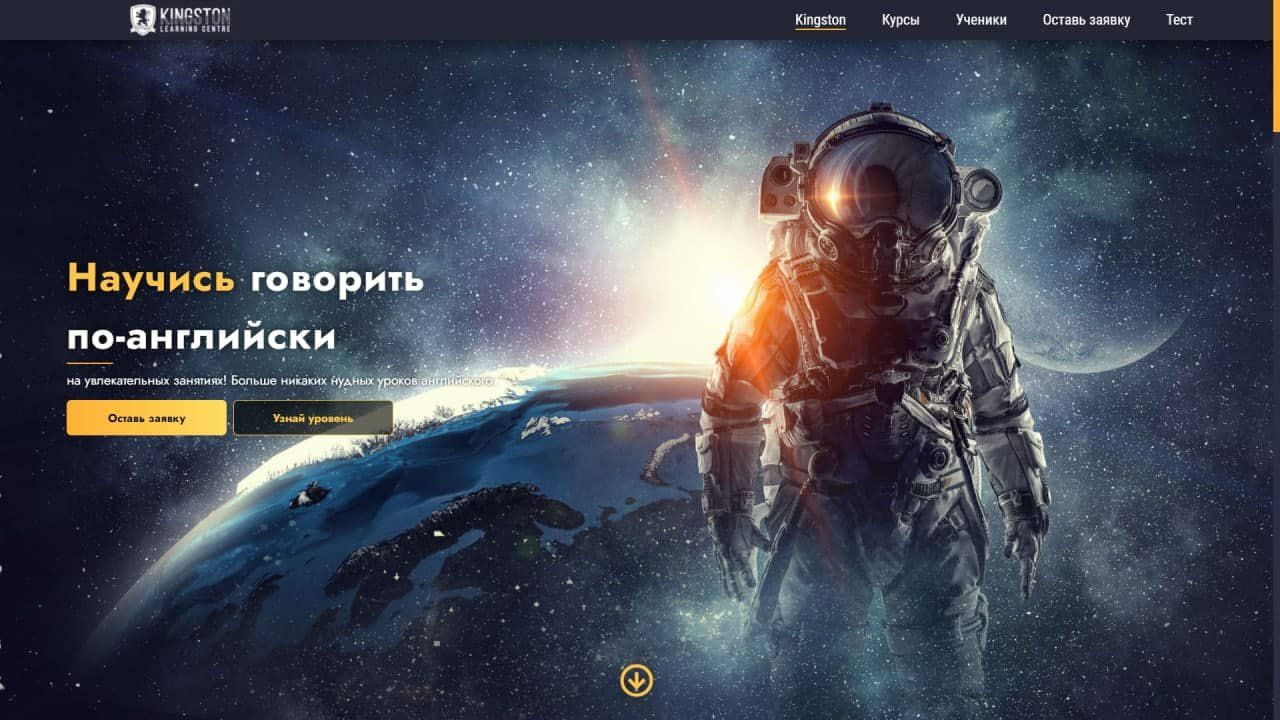 KINGSTON
LEARNING CENTRE
Kingston Курсы Ученики Оставь заявку Тест
Научись говорить
по-английски
на увлекательных занятиях! Больше никаких нудных уроков английского
Оставь заявку Узнай уровень